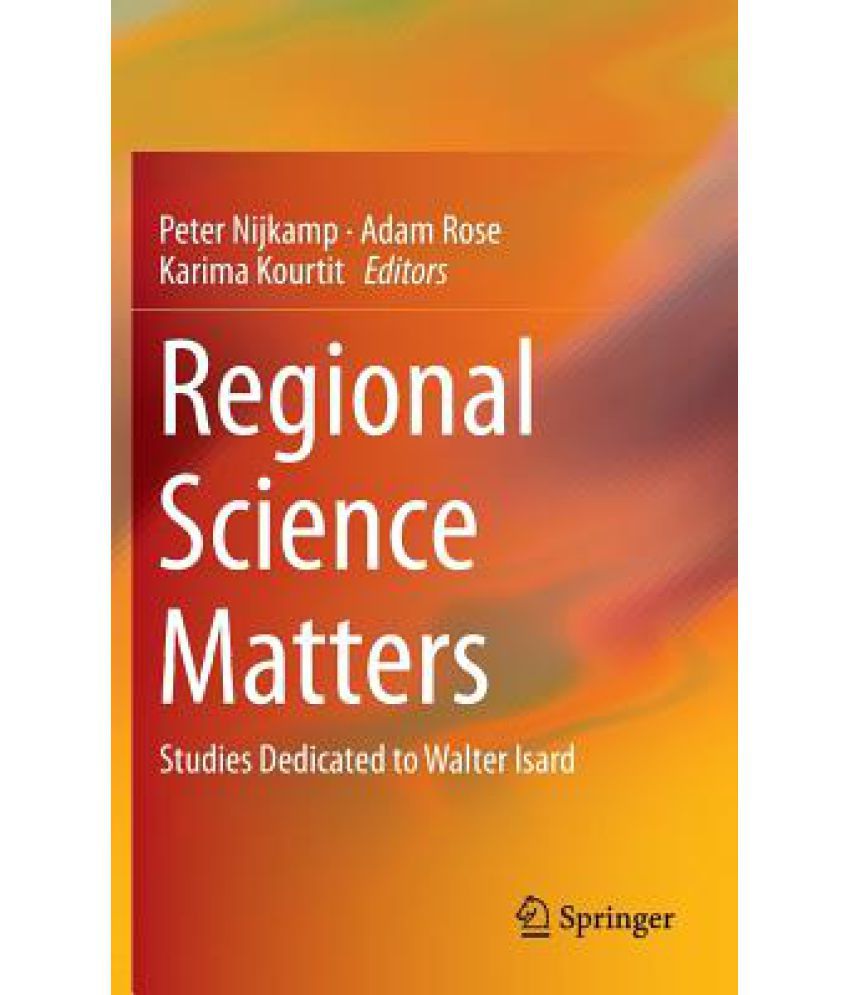 Peter Nijkamp · Adam Rose
Karima Kourtit Editors
Regional
Science
Matters
Studies Dedicated to Walter Isard
Springer